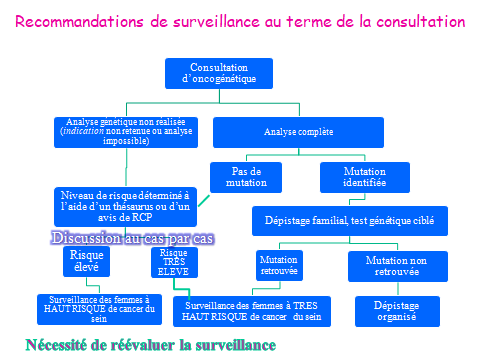 Recommandations de surveillance au terme de la consultation
Consultation
d'oncogénétique
Analyse génétique non réalisée
(indication non retenue ou analyse
impossible)
Analyse complète
Pas de
mutation
Mutation
identifiée
Niveau de risque déterminé à
l'aide d'un thésaurus ou d'un
avis de RCP
Dépistage familial, test génétique ciblé
Discussion au cas par cas
Risque
élevé
Risque
TRES
ELEVE
Mutation
retrouvée
Mutation non
retrouvée
Surveillance des femmes à
HAUT RISQUE de cancer du
sein
Surveillance des femmes à TRES
HAUT RISQUE de cancer du sein
Dépistage
organisé
Nécessité de réévaluer la surveillance